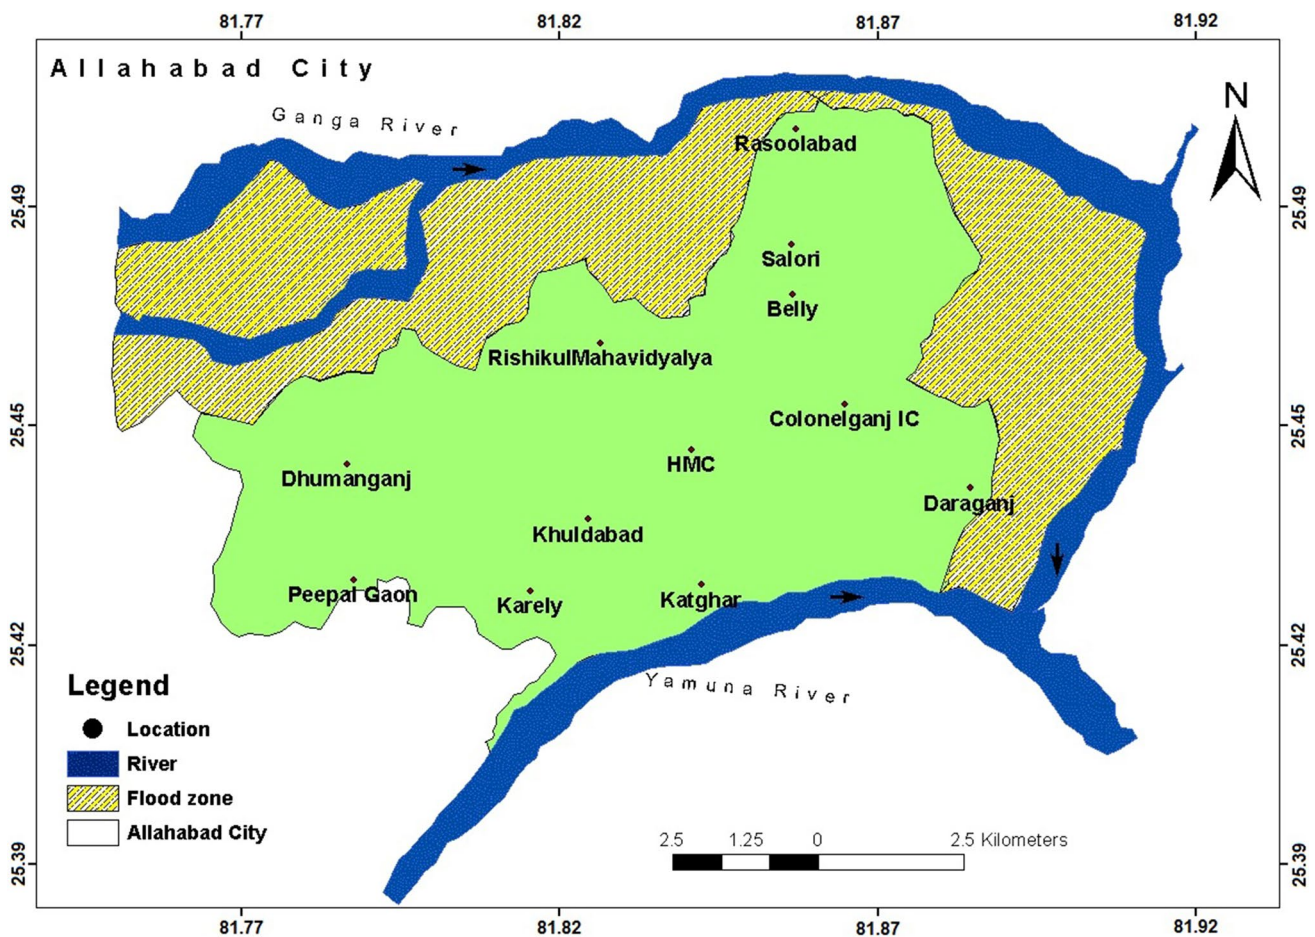 81.77 81.82 81.87 81.92
Allahabad City
Ganga River
N
Rasoolabad
25.49 25.49
Salori
Belly
RishikulMahavidyalya
Colonelganj IC
25.45 25.45
HMC
Dhumanganj
Daraganj
Khuldabad
Peepal Gaon
Karely
Katghar
25.42 25.42
Yamuna River
Legend
Location
River
Flood zone
Allahabad City
2.5 1.25 0 2.5 Kilometers
25.39 25.39
81.77 81.82 81.87 81.92